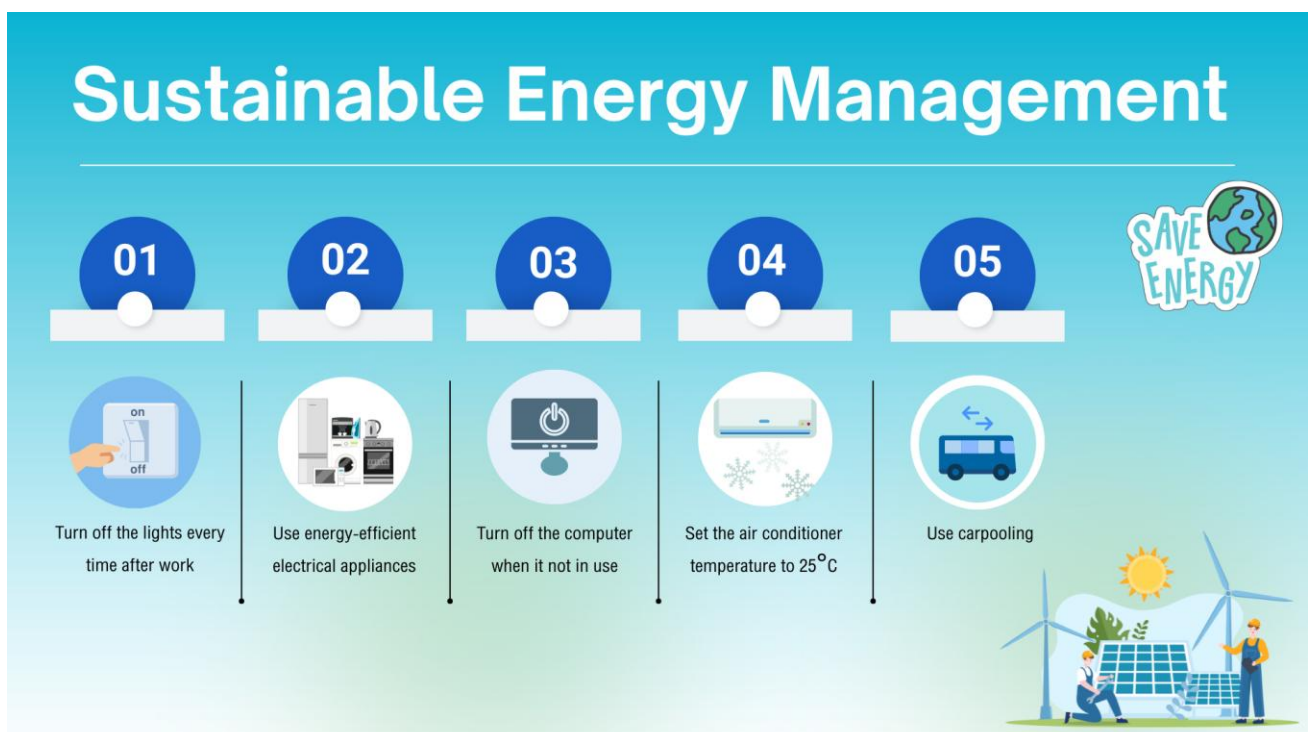 Sustainable Energy Management
01
02
03
04
05
SAVE
ENERGY
on
off
Turn off the lights every
time after work
Use energy-efficient
electrical appliances
Turn off the computer
when it not in use
Set the air conditioner
temperature to 25°C
Use carpooling